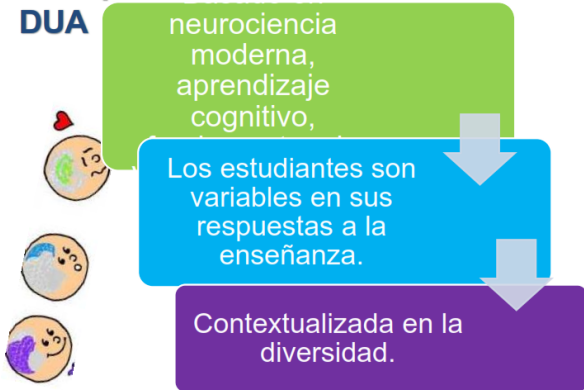 DUA
neurociencia
moderna,
aprendizaje
cognitivo,
Los estudiantes son
variables en sus
respuestas a la
enseñanza.
Contextualizada en la
diversidad.